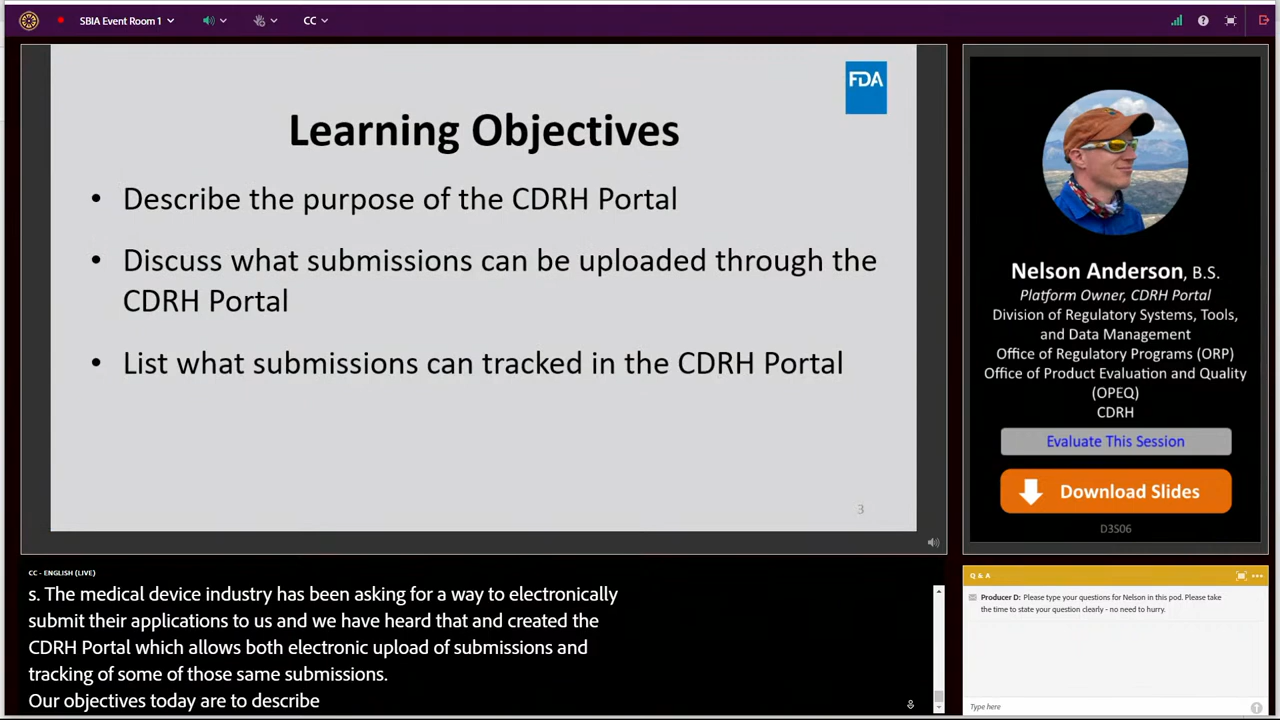 SBIA Event Room 1
CC
FDA
Learning Objectives
• Describe the purpose of the CDRH Portal
• Discuss what submissions can be uploaded through the
CDRH Portal
• List what submissions can tracked in the CDRH Portal
3
Nelson Anderson, B.S.
Platform Owner, CDRH Portal
Division of Regulatory Systems, Tools,
and Data Management
Office of Regulatory Programs (ORP)
Office of Product Evaluation and Quality
(OPEQ)
CDRH
Evaluate This Session
Download Slides
D3S06
CC - ENGLISH (LIVE)
s. The medical device industry has been asking for a way to electronically
submit their applications to us and we have heard that and created the
CDRH Portal which allows both electronic upload of submissions and
tracking of some of those same submissions.
Our objectives today are to describe
Q & A
Producer D: Please type your questions for Nelson in this pod. Please take
the time to state your question clearly - no need to hurry.
Type here